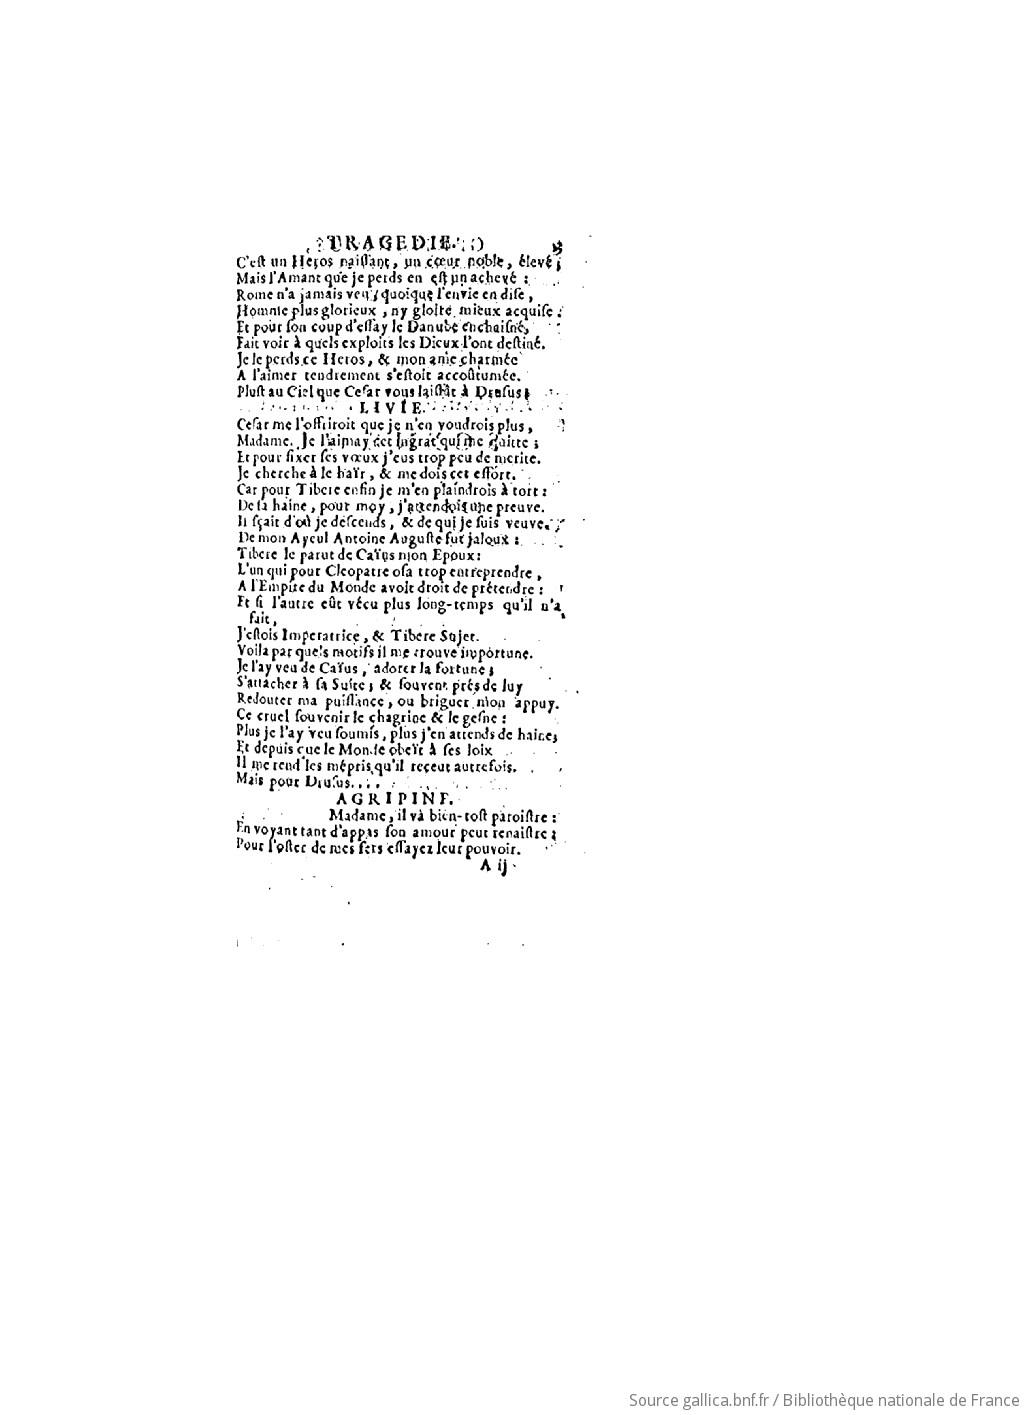 TRAGEDIE.
C'eſt un Heros naiſſant, un cœur noble, élevé;
Mais l'Amant que je perds en eſt un achevé :
Rome n'a jamais veu, quoique l'envie en diſe,
Homme plus glorieux, ny gloire mieux acquiſe.
Et pour ſon coup d'eſſay le Danube enchaiſné,
Fait voir à quels exploits les Dieux l'ont deſtiné.
Je le perds ce Heros, & mon ame charmée
A l'aimer tendrement s'eſtoit accoûtumée.
Pluſt au Ciel que Ceſar vous laiſſât à Druſus;
LIVIE.
Ceſar me l'offriroit que je n'en voudrois plus,
Madame. Je l'aimay cet Ingrat qui me quitte ;
Et pour fixer ſes vœux j'eus trop peu de merite.
Je cherche à le haïr, & me dois cet effort.
Car pour Tibere enfin je m'en plaindrois à tort :
De ſa haine, pour moy, j'attendois une preuve.
Il ſçait d'où je deſcends, & de qui je ſuis veuve.
De mon Ayeul Antoine Auguſte fut jaloux :
Tibere le parut de Caïus mon Epoux :
L'un qui pour Cleopatre oſa trop entreprendre,
A l'Empire du Monde avoit droit de prétendre :
Et ſi l'autre eût vécu plus long-temps qu'il n'a
fait,
J'eſtois Imperatrice, & Tibere Sujet.
Voila par quels motifs il me trouve importune.
Je l'ay veu de Caïus, adorer la fortune ;
S'attacher à ſa Suite ; & ſouvent prés de luy
Redouter ma puiſſance, ou briguer mon appuy.
Ce cruel ſouvenir le chagrine & le geſne :
Plus je l'ay veu ſoumis, plus j'en attends de haine,
Et depuis que le Monde obeït à ſes loix
Il me rend les mépris qu'il receut autrefois.
Mais pour Druſus....
AGRIPINE.
Madame, il và bien-toſt paroiſtre :
En voyant tant d'appas ſon amour peut renaiſtre ;
Pour l'oſter de mes fers eſſayez leur pouvoir.
A ij
Source gallica.bnf.fr / Bibliothèque nationale de France